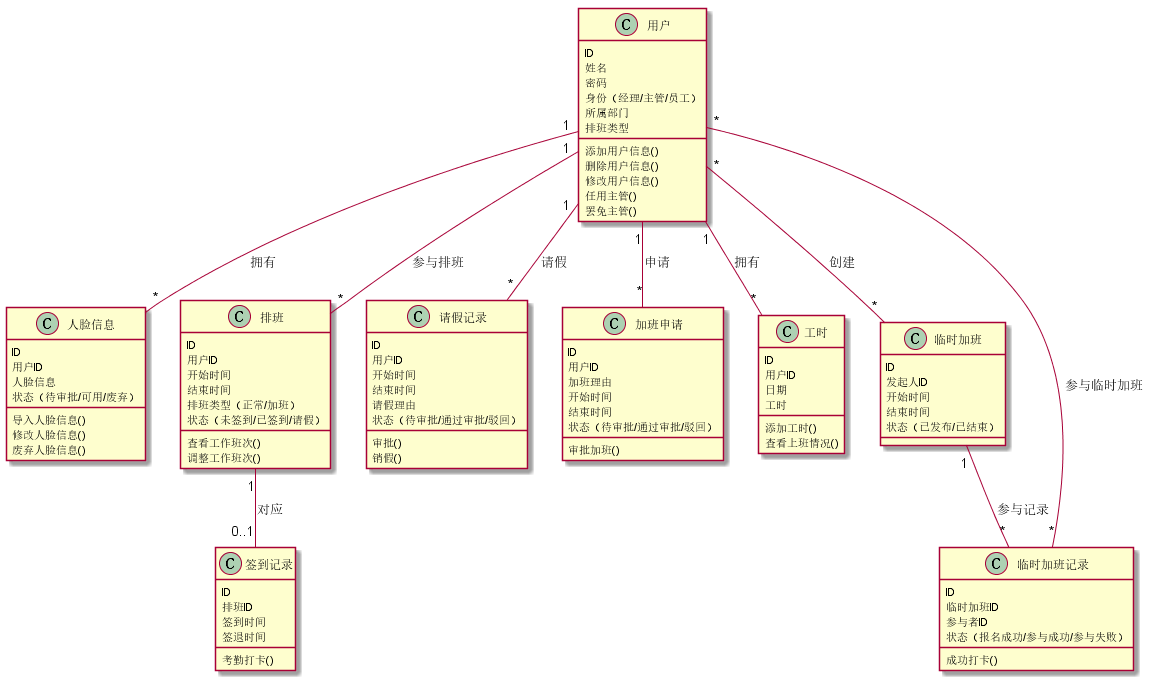 C 用户
ID
姓名
密码
身份（经理/主管/员工）
所属部门
排班类型
添加用户信息()
删除用户信息()
修改用户信息()
任用主管()
罢免主管()
1
1
1
1
1
*
*
拥有
参与排班
请假
申请
拥有
创建
参与临时加班
*
*
*
*
*
*
C 人脸信息
ID
用户ID
人脸信息
状态（待审批/可用/废弃）
导入人脸信息()
修改人脸信息()
废弃人脸信息()
C 排班
ID
用户ID
开始时间
结束时间
排班类型（正常/加班）
状态（未签到/已签到/请假）
查看工作班次()
调整工作班次()
C 请假记录
ID
用户ID
开始时间
结束时间
请假理由
状态（待审批/通过审批/驳回）
审批()
销假()
C 加班申请
ID
用户ID
加班理由
开始时间
结束时间
状态（待审批/通过审批/驳回）
审批加班()
C 工时
ID
用户ID
日期
工时
添加工时()
查看上班情况()
C 临时加班
ID
发起人ID
开始时间
结束时间
状态（已发布/已结束）
1
对应
0..1
1
参与记录
*
*
C 签到记录
ID
排班ID
签到时间
签退时间
考勤打卡()
C 临时加班记录
ID
临时加班ID
参与者ID
状态（报名成功/参与成功/参与失败）
成功打卡()